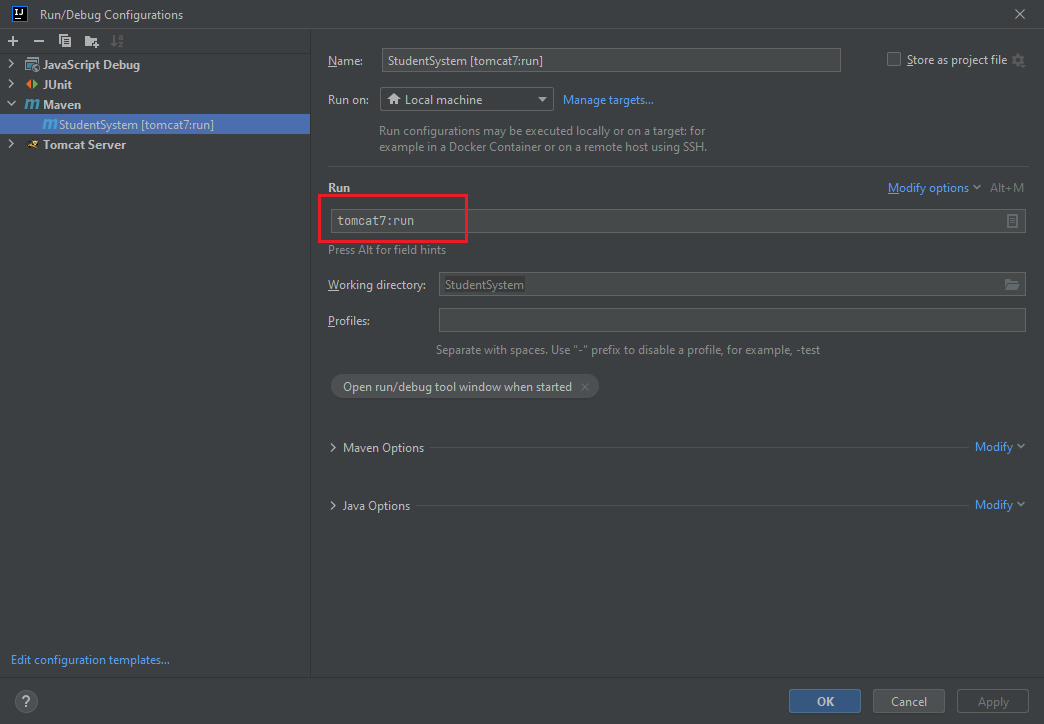 Run/Debug Configurations
JavaScript Debug
JUnit
Maven
StudentSystem [tomcat7:run]
Tomcat Server
Name: StudentSystem [tomcat7:run] Store as project file
Run on: Local machine Manage targets...
Run configurations may be executed locally or on a target: for
example in a Docker Container or on a remote host using SSH.
Run Modify options Alt+M
tomcat7:run
Press Alt for field hints
Working directory: StudentSystem
Profiles:
Separate with spaces. Use "-" prefix to disable a profile, for example, -test
Open run/debug tool window when started
Maven Options Modify
Java Options Modify
Edit configuration templates...
? OK Cancel Apply